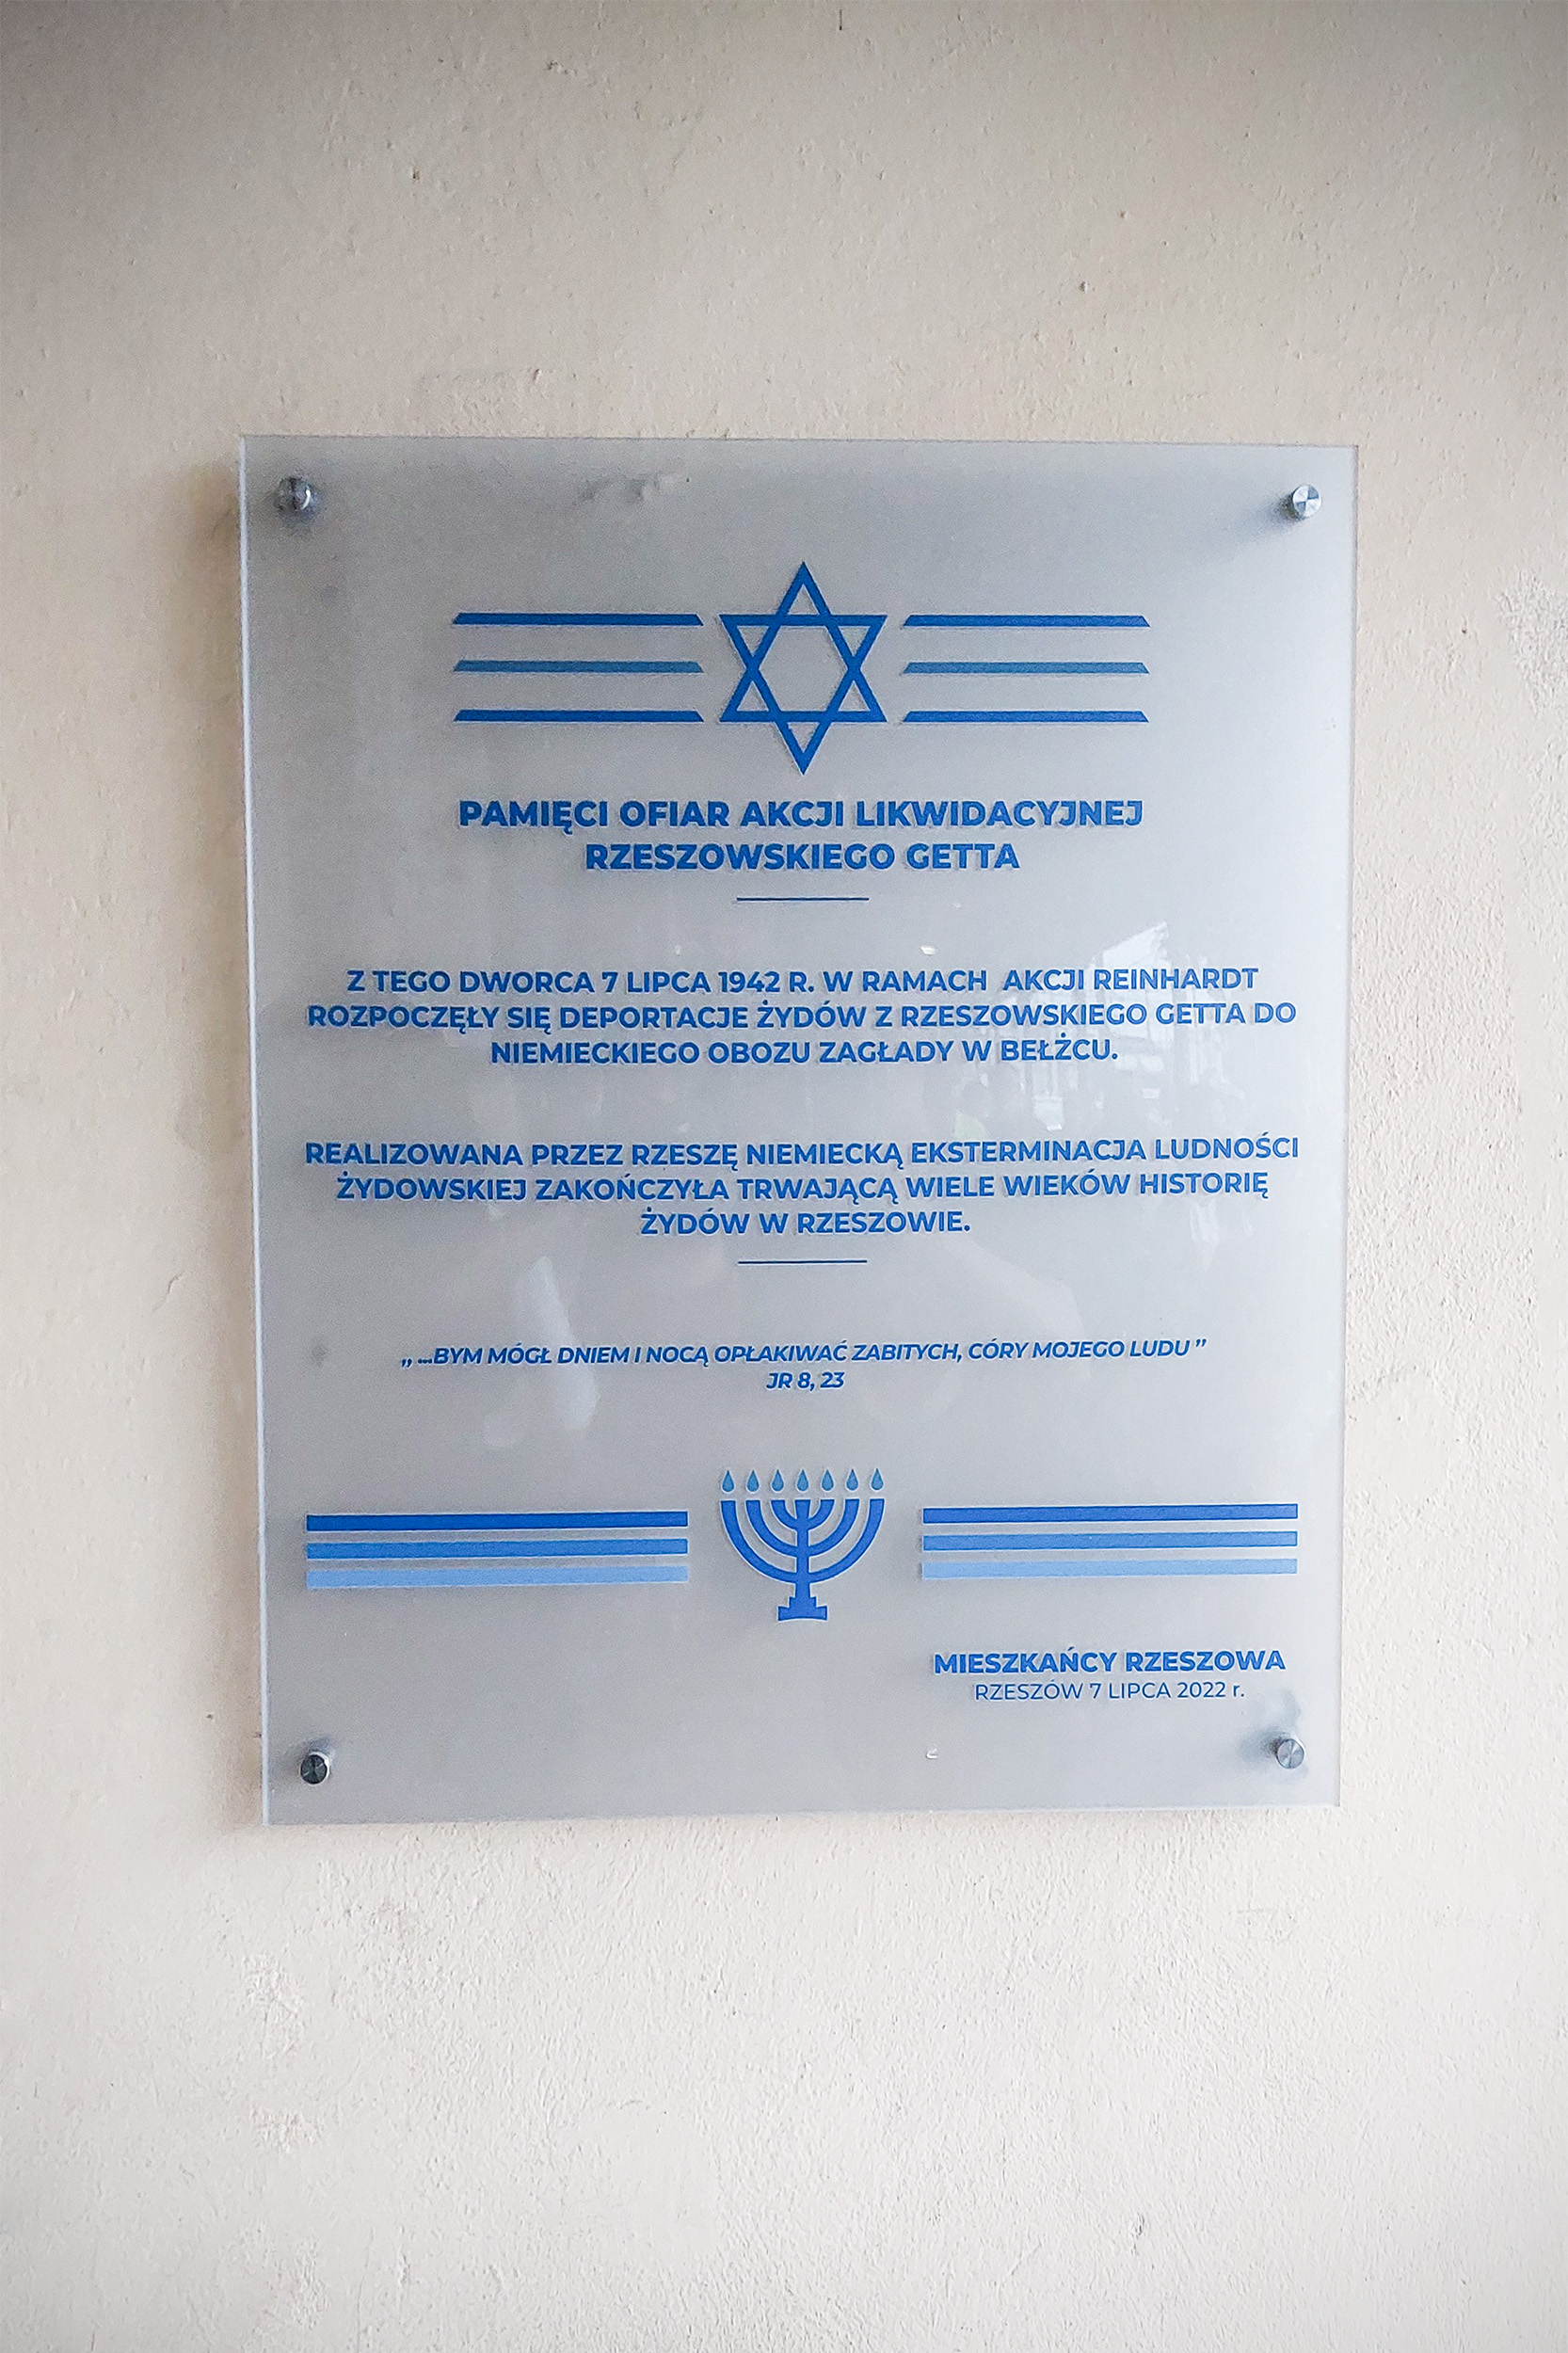 PAMIĘCI OFIAR AKCJI LIKWIDACYJNEJ
RZESZOWSKIEGO GETTA
Z TEGO DWORCA 7 LIPCA 1942 R. W RAMACH AKCJI REINHARDT
ROZPOCZĘŁY SIĘ DEPORTACJE ŻYDÓW Z RZESZOWSKIEGO GETTA DO
NIEMIECKIEGO OBOZU ZAGŁADY W BEŁŻCU.
REALIZOWANA PRZEZ RZESZĘ NIEMIECKĄ EKSTERMINACJA LUDNOŚCI
ŻYDOWSKIEJ ZAKOŃCZYŁA TRWAJĄCĄ WIELE WIEKÓW HISTORIĘ
ŻYDÓW W RZESZOWIE.
„ ...BYM MÓGŁ DNIEM I NOCĄ OPŁAKIWAĆ ZABITYCH, CÓRY MOJEGO LUDU ”
JR 8, 23
MIESZKAŃCY RZESZOWA
RZESZÓW 7 LIPCA 2022 r.